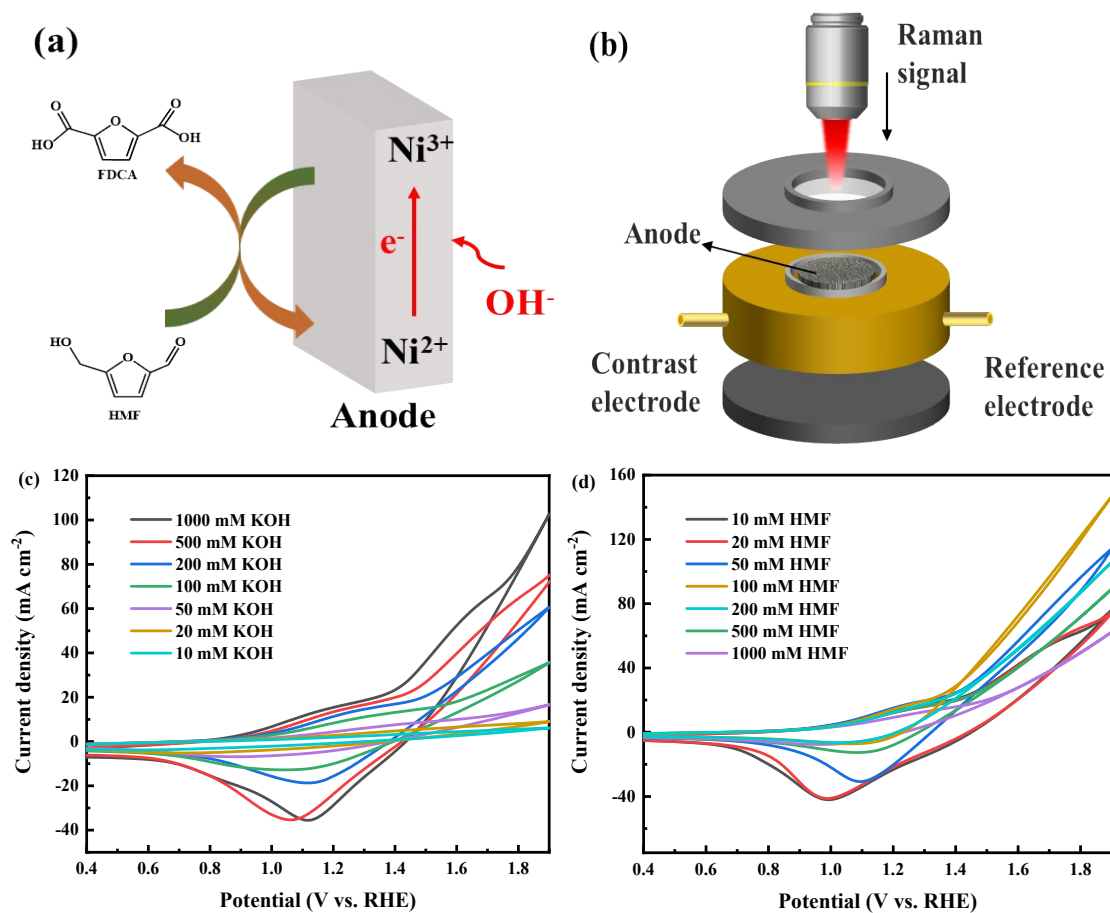 (a)
O
O
O
HO
OH
FDCA
Ni³⁺
e⁻
OH⁻
Ni²⁺
HO
O
O
HMF
Anode
(b)
Raman
signal
Anode
Contrast
electrode
Reference
electrode
(c)
120
100
80
60
40
20
0
-20
-40
Current density (mA cm⁻²)
1000 mM KOH
500 mM KOH
200 mM KOH
100 mM KOH
50 mM KOH
20 mM KOH
10 mM KOH
0.4 0.6 0.8 1.0 1.2 1.4 1.6 1.8
Potential (V vs. RHE)
(d)
160
120
80
40
0
-40
Current density (mA cm⁻²)
10 mM HMF
20 mM HMF
50 mM HMF
100 mM HMF
200 mM HMF
500 mM HMF
1000 mM HMF
0.4 0.6 0.8 1.0 1.2 1.4 1.6 1.8
Potential (V vs. RHE)